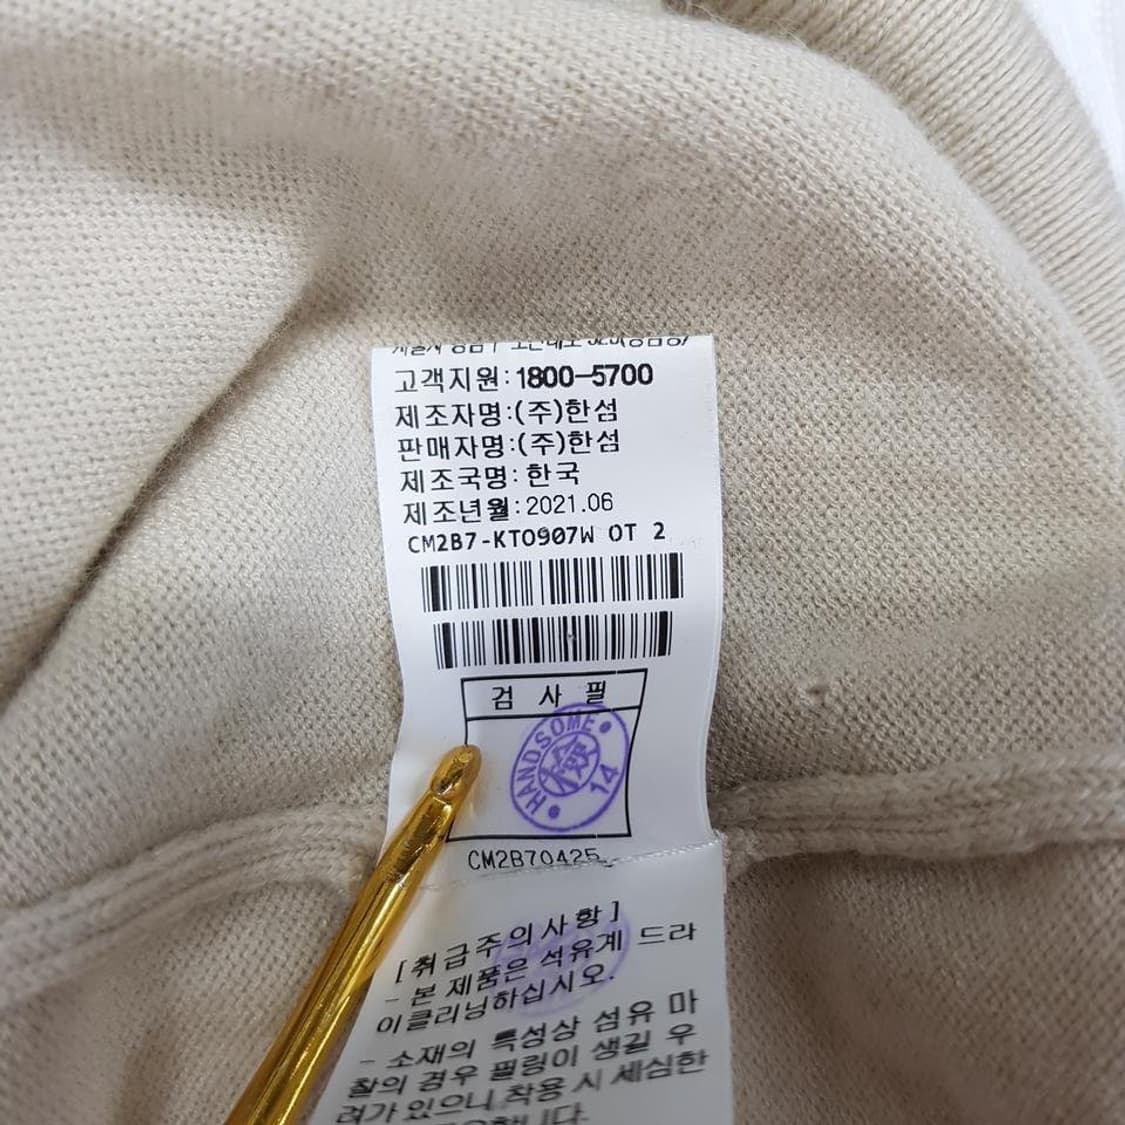 고객지원:1800-5700
제조자명:(주)한섬
판매자명:(주)한섬
제조국명: 한국
제조년월:2021.06
CM2B7-KTO907W OT 2
검 사 필
HANDSOME 14
CM2B70425
[취급주의사항]
- 본 제품은 석유계 드라
이클리닝하십시오.
- 소재의 특성상 섬유 마
찰의 경우 필링이 생길 우
려가 있으니,착용 시 세심한